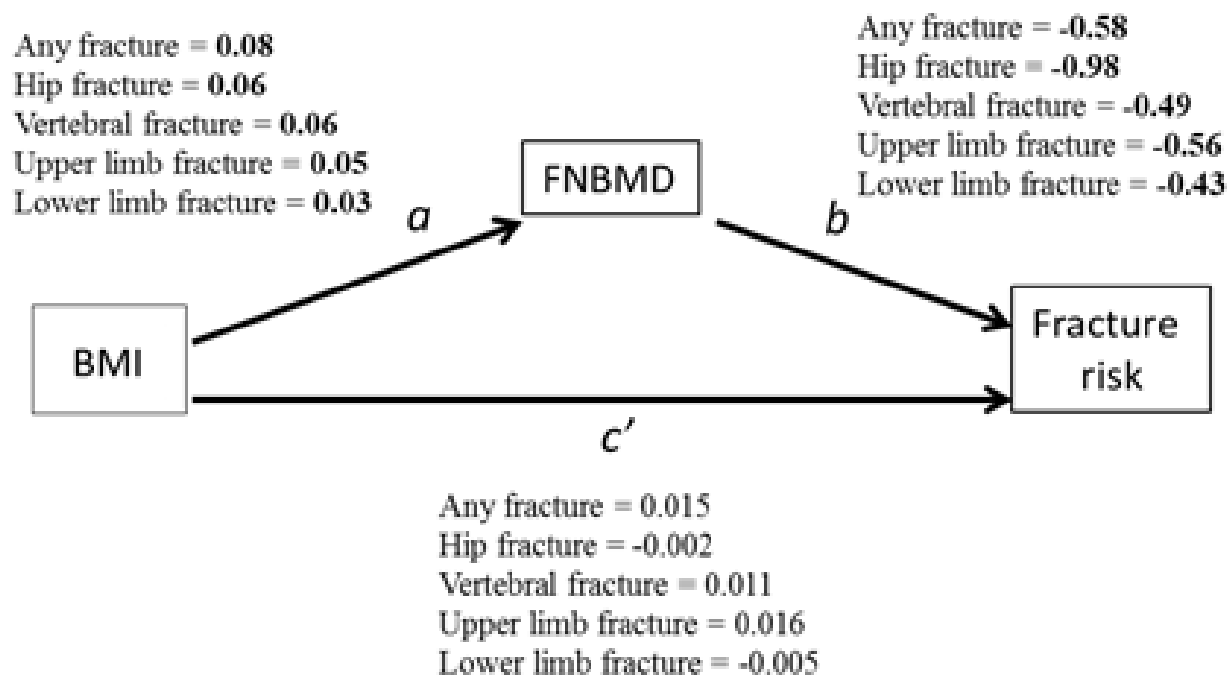 Any fracture = 0.08
Hip fracture = 0.06
Vertebral fracture = 0.06
Upper limb fracture = 0.05
Lower limb fracture = 0.03
Any fracture = -0.58
Hip fracture = -0.98
Vertebral fracture = -0.49
Upper limb fracture = -0.56
Lower limb fracture = -0.43
FNBMD
a
b
BMI
Fracture
risk
c'
Any fracture = 0.015
Hip fracture = -0.002
Vertebral fracture = 0.011
Upper limb fracture = 0.016
Lower limb fracture = -0.005